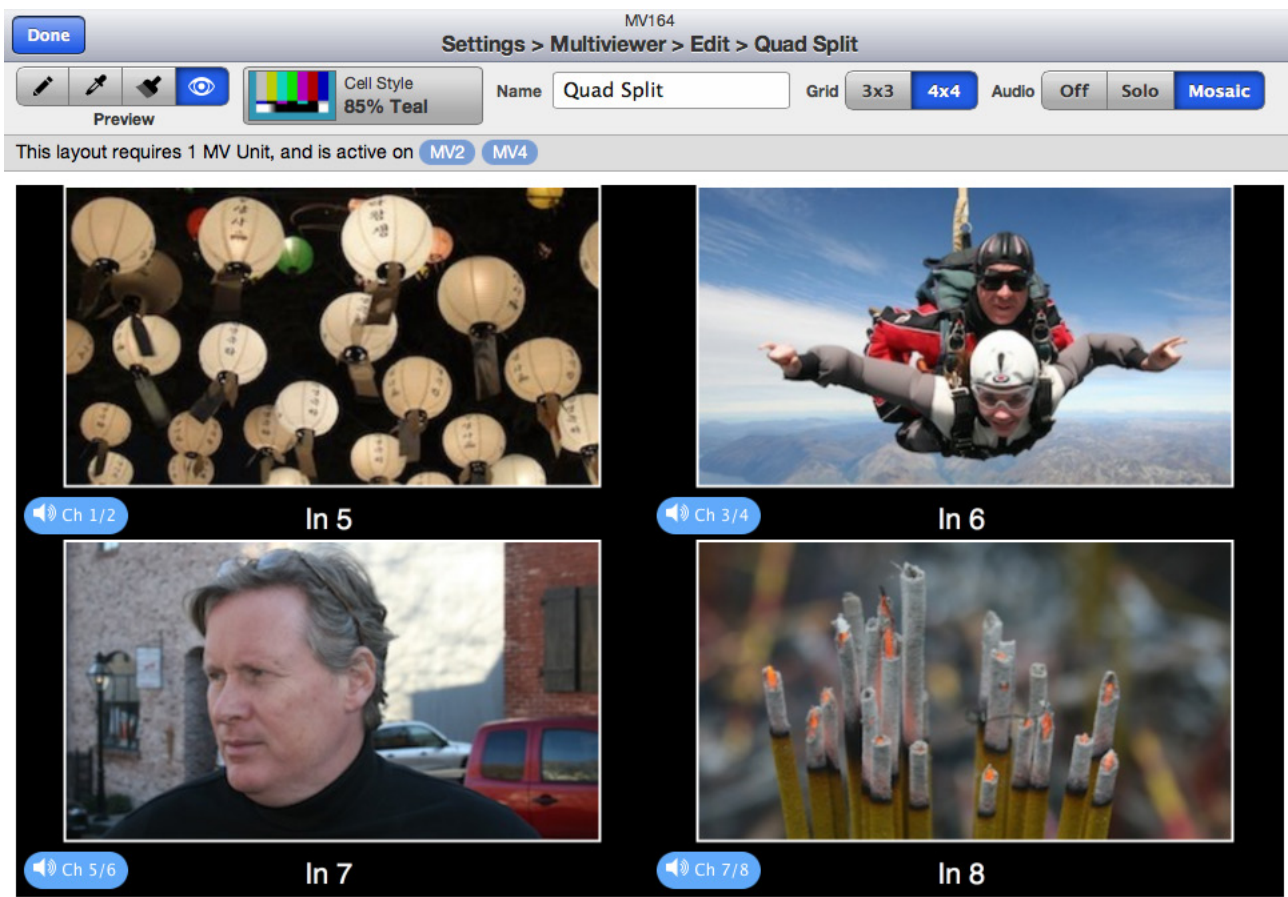 MV164
Done
Settings > Multiviewer > Edit > Quad Split
Cell Style
85% Teal
Name
Quad Split
Grid
3x3
4x4
Audio
Off
Solo
Mosaic
Preview
This layout requires 1 MV Unit, and is active on MV2 MV4
Ch 1/2
In 5
Ch 3/4
In 6
Ch 5/6
In 7
Ch 7/8
In 8